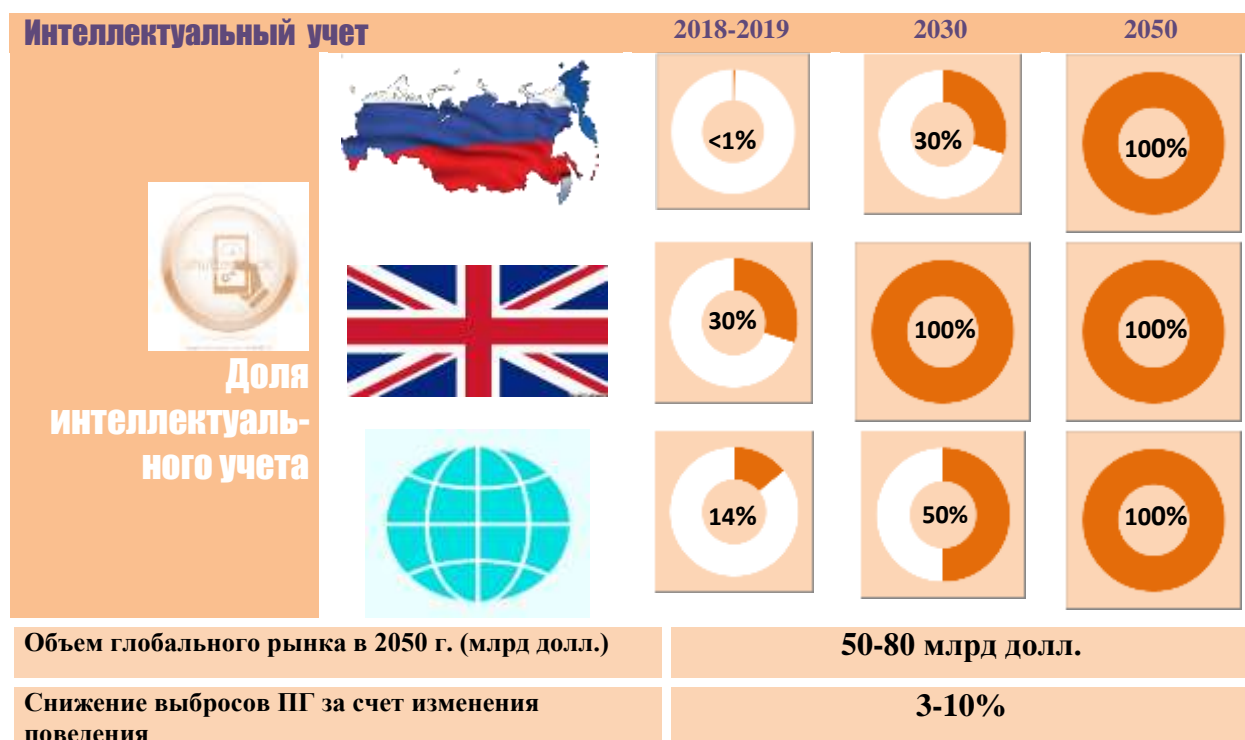 Интеллектуальный учет 2018-2019 2030 2050
<1% 30% 100%
30% 100% 100%
Доля
интеллектуаль-
ного учета
14% 50% 100%
Объем глобального рынка в 2050 г. (млрд долл.) 50-80 млрд долл.
Снижение выбросов ПГ за счет изменения
поведения
3-10%